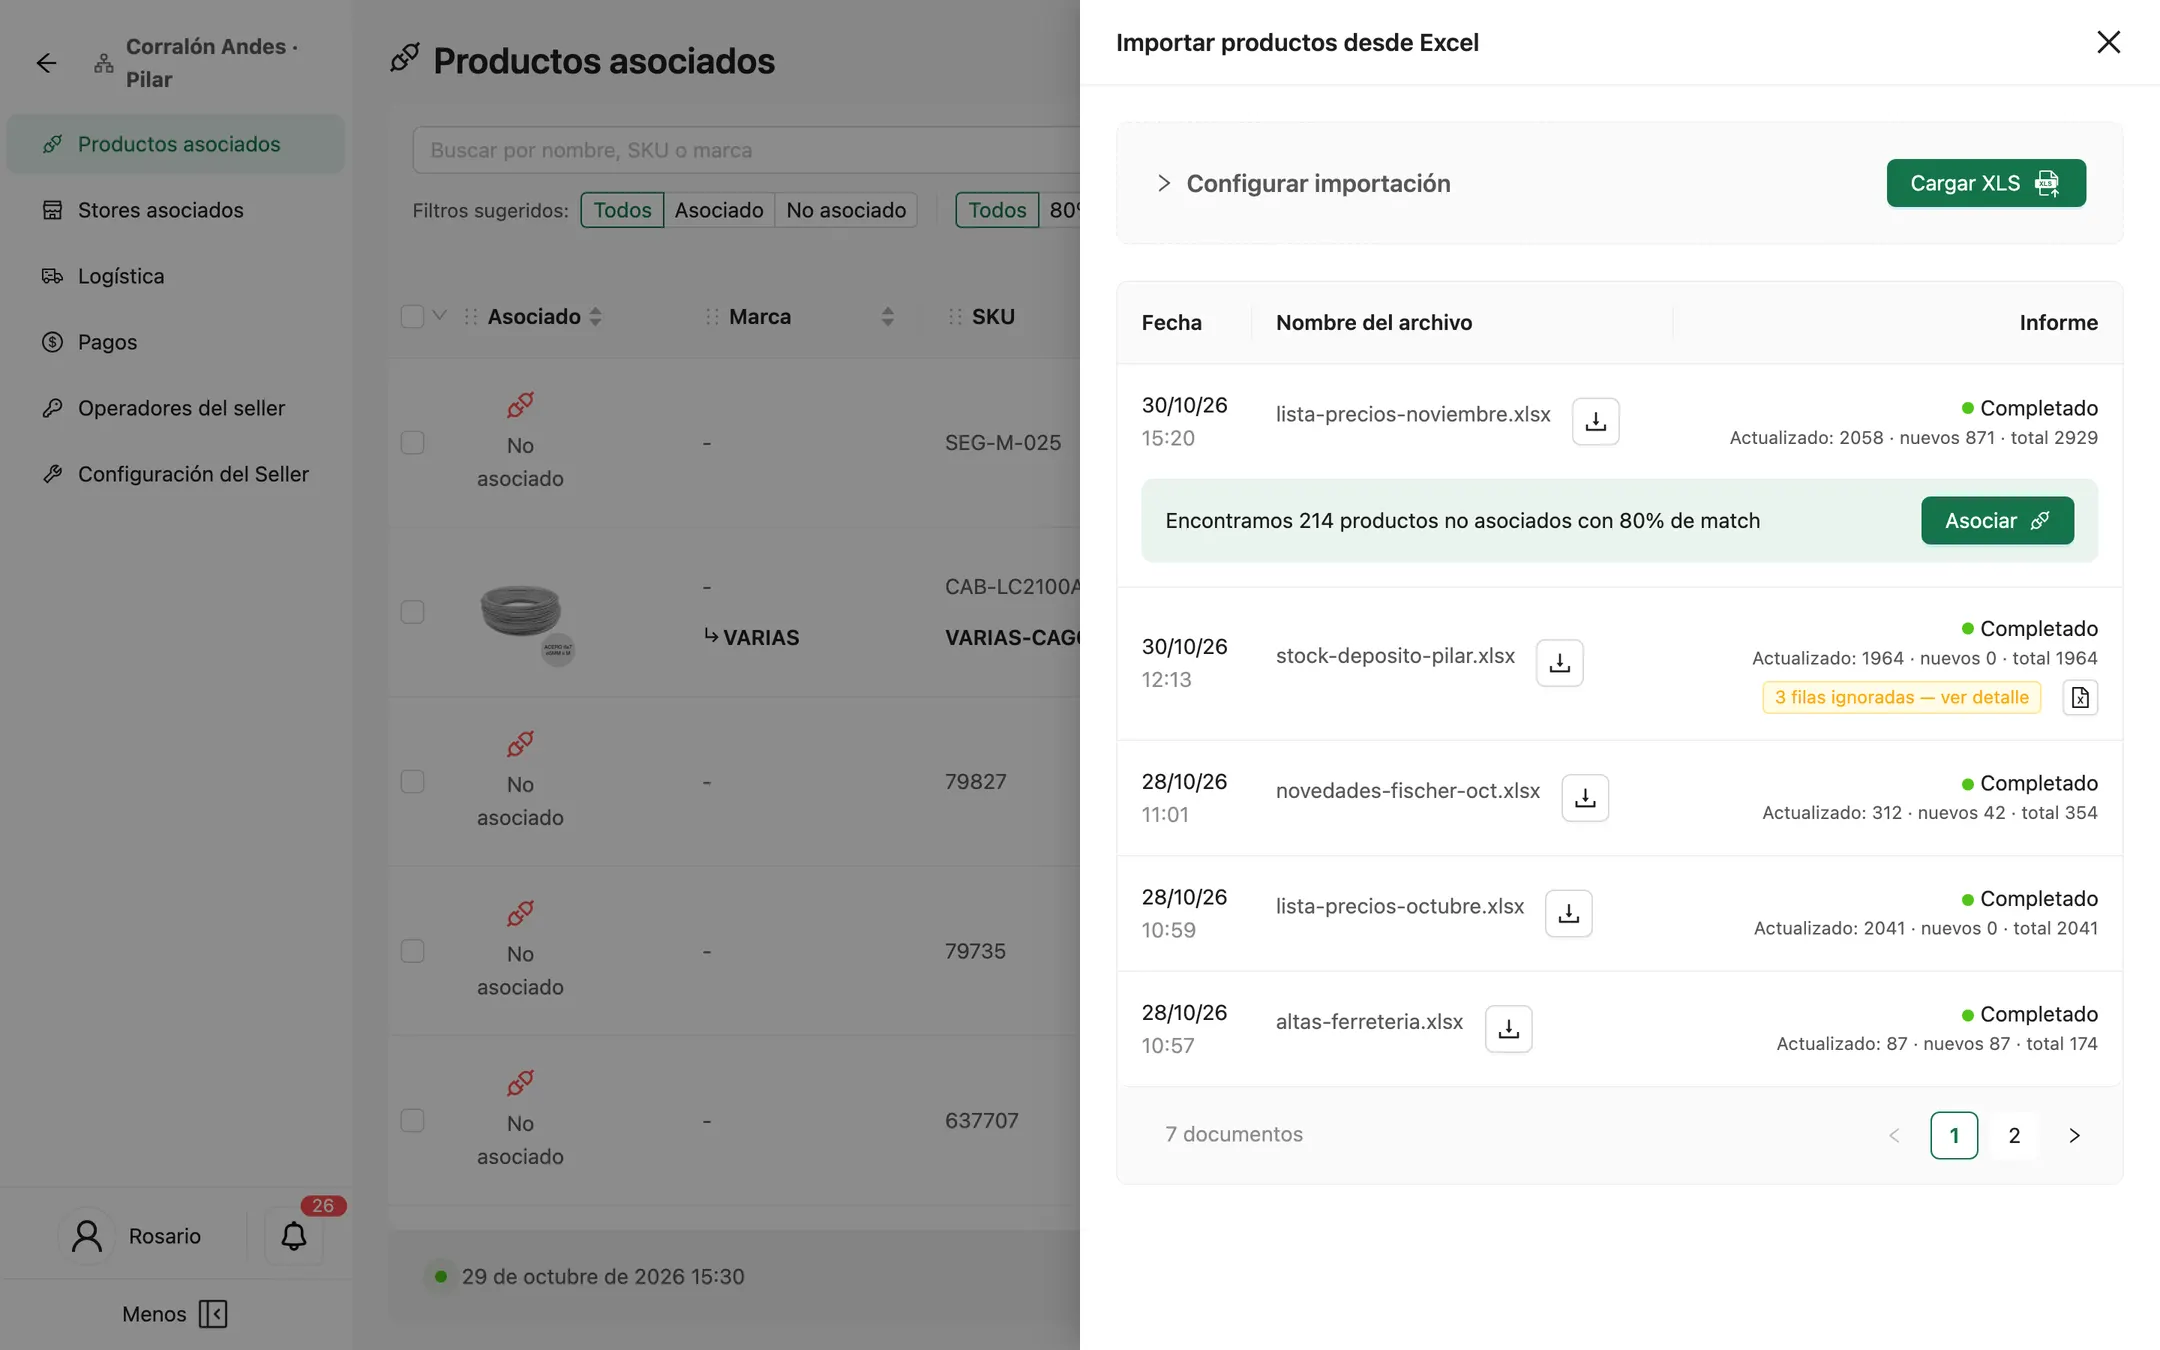 Corralón Andes ·
Pilar
Productos asociados
Stores asociados
Logística
Pagos
Operadores del seller
Configuración del Seller
Rosario
26
Menos
Productos asociados
Buscar por nombre, SKU o marca
Filtros sugeridos:
Todos
Asociado
No asociado
Todos
80%
Asociado
Marca
SKU
No
asociado
-
SEG-M-025
-
CAB-LC2100A
VARIAS
VARIAS-CAG
No
asociado
-
79827
No
asociado
-
79735
No
asociado
-
637707
29 de octubre de 2026 15:30
Importar productos desde Excel
Configurar importación
Cargar XLS
Fecha
Nombre del archivo
Informe
30/10/26
15:20
lista-precios-noviembre.xlsx
Completado
Actualizado: 2058 · nuevos 871 · total 2929
Encontramos 214 productos no asociados con 80% de match
Asociar
30/10/26
12:13
stock-deposito-pilar.xlsx
Completado
Actualizado: 1964 · nuevos 0 · total 1964
3 filas ignoradas — ver detalle
28/10/26
11:01
novedades-fischer-oct.xlsx
Completado
Actualizado: 312 · nuevos 42 · total 354
28/10/26
10:59
lista-precios-octubre.xlsx
Completado
Actualizado: 2041 · nuevos 0 · total 2041
28/10/26
10:57
altas-ferreteria.xlsx
Completado
Actualizado: 87 · nuevos 87 · total 174
7 documentos
1
2